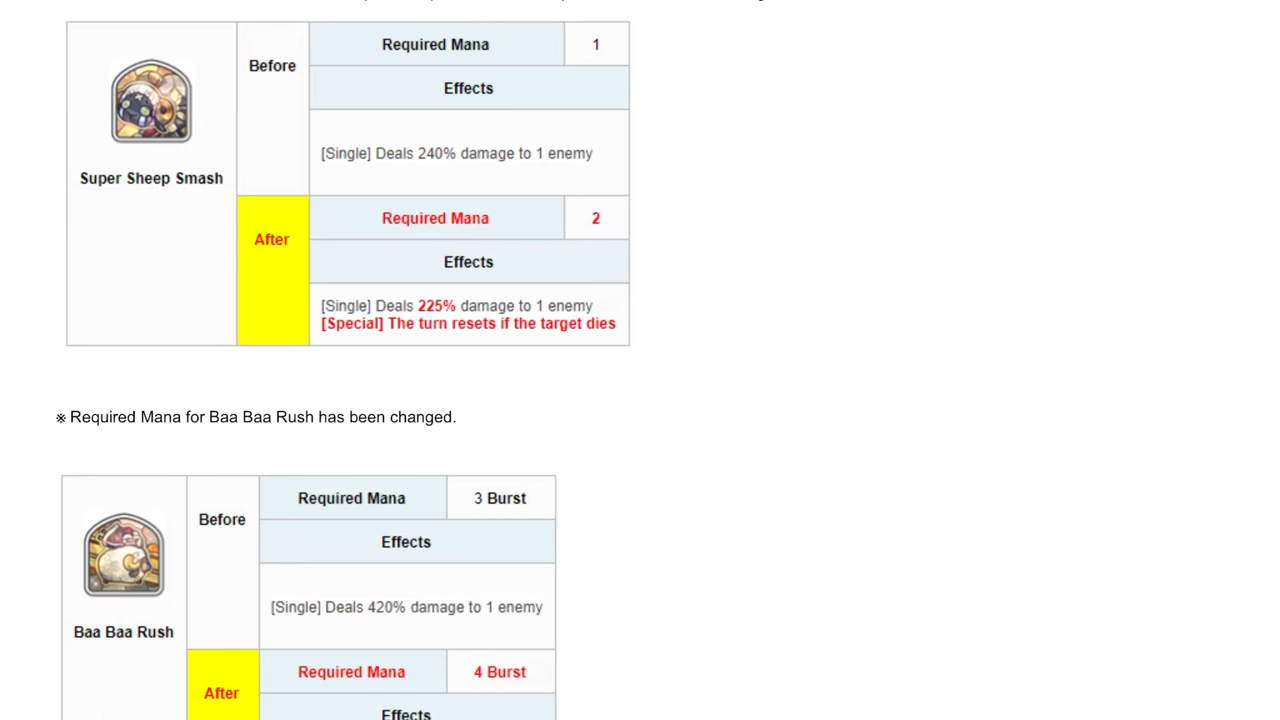 Required Mana 1
Before
Effects
[Single] Deals 240% damage to 1 enemy
Super Sheep Smash
Required Mana 2
After
Effects
[Single] Deals 225% damage to 1 enemy
[Special] The turn resets if the target dies
※ Required Mana for Baa Baa Rush has been changed.
Required Mana 3 Burst
Before
Effects
[Single] Deals 420% damage to 1 enemy
Baa Baa Rush
Required Mana 4 Burst
After
Effects